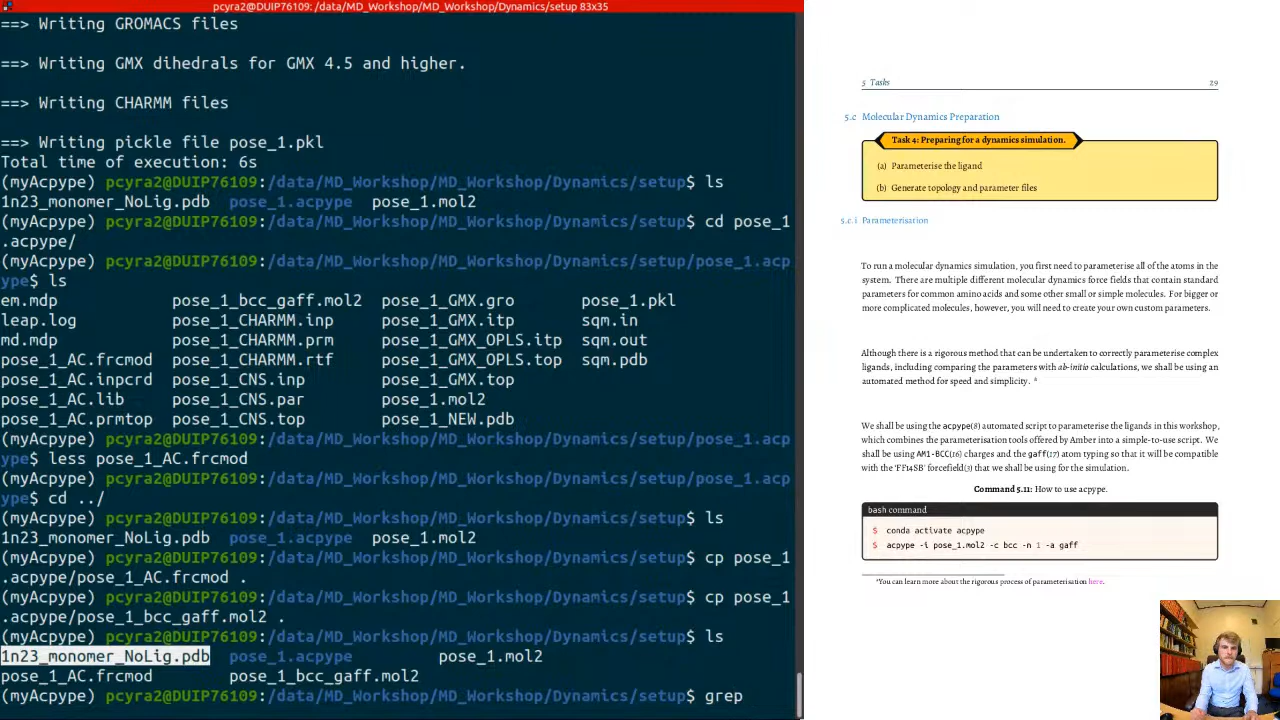 pcyra2@DUIP76109: /data/MD_Workshop/MD_Workshop/Dynamics/setup 83x35
==> Writing GROMACS files
==> Writing GMX dihedrals for GMX 4.5 and higher.
==> Writing CHARMM files
==> Writing pickle file pose_1.pkl
Total time of execution: 6s
(myAcpype) pcyra2@DUIP76109:/data/MD_Workshop/MD_Workshop/Dynamics/setup$ ls
1n23_monomer_NoLig.pdb pose_1.acpype pose_1.mol2
(myAcpype) pcyra2@DUIP76109:/data/MD_Workshop/MD_Workshop/Dynamics/setup$ cd pose_1
.acpype/
(myAcpype) pcyra2@DUIP76109:/data/MD_Workshop/MD_Workshop/Dynamics/setup/pose_1.acp
ype$ ls
em.mdp pose_1_bcc_gaff.mol2 pose_1_GMX.gro pose_1.pkl
leap.log pose_1_CHARMM.inp pose_1_GMX.itp sqm.in
md.mdp pose_1_CHARMM.prm pose_1_GMX_OPLS.itp sqm.out
pose_1_AC.frcmod pose_1_CHARMM.rtf pose_1_GMX_OPLS.top sqm.pdb
pose_1_AC.inpcrd pose_1_CNS.inp pose_1_GMX.top
pose_1_AC.lib pose_1_CNS.par pose_1.mol2
pose_1_AC.prmtop pose_1_CNS.top pose_1_NEW.pdb
(myAcpype) pcyra2@DUIP76109:/data/MD_Workshop/MD_Workshop/Dynamics/setup/pose_1.acp
ype$ less pose_1_AC.frcmod
(myAcpype) pcyra2@DUIP76109:/data/MD_Workshop/MD_Workshop/Dynamics/setup/pose_1.acp
ype$ cd ../
(myAcpype) pcyra2@DUIP76109:/data/MD_Workshop/MD_Workshop/Dynamics/setup$ ls
1n23_monomer_NoLig.pdb pose_1.acpype pose_1.mol2
(myAcpype) pcyra2@DUIP76109:/data/MD_Workshop/MD_Workshop/Dynamics/setup$ cp pose_1
.acpype/pose_1_AC.frcmod .
(myAcpype) pcyra2@DUIP76109:/data/MD_Workshop/MD_Workshop/Dynamics/setup$ cp pose_1
.acpype/pose_1_bcc_gaff.mol2 .
(myAcpype) pcyra2@DUIP76109:/data/MD_Workshop/MD_Workshop/Dynamics/setup$ ls
1n23_monomer_NoLig.pdb pose_1.acpype pose_1.mol2
pose_1_AC.frcmod pose_1_bcc_gaff.mol2
(myAcpype) pcyra2@DUIP76109:/data/MD_Workshop/MD_Workshop/Dynamics/setup$ grep
5 Tasks 29
5.c Molecular Dynamics Preparation
Task 4: Preparing for a dynamics simulation.
(a) Parameterise the ligand
(b) Generate topology and parameter files
5.c.i Parameterisation
To run a molecular dynamics simulation, you first need to parameterise all of the atoms in the
system. There are multiple different molecular dynamics force fields that contain standard
parameters for common amino acids and some other small or simple molecules. For bigger or
more complicated molecules, however, you will need to create your own custom parameters.
Although there is a rigorous method that can be undertaken to correctly parameterise complex
ligands, including comparing the parameters with ab-initio calculations, we shall be using an
automated method for speed and simplicity. a
We shall be using the acpype(8) automated script to parameterise the ligands in this workshop,
which combines the parameterisation tools offered by Amber into a simple-to-use script. We
shall be using AM1-BCC(16) charges and the gaff(17) atom typing so that it will be compatible
with the 'FF14SB' forcefield(3) that we shall be using for the simulation.
Command 5.11: How to use acpype.
bash command
$ conda activate acpype
$ acpype -i pose_1.mol2 -c bcc -n 1 -a gaff
aYou can learn more about the rigorous process of parameterisation here.